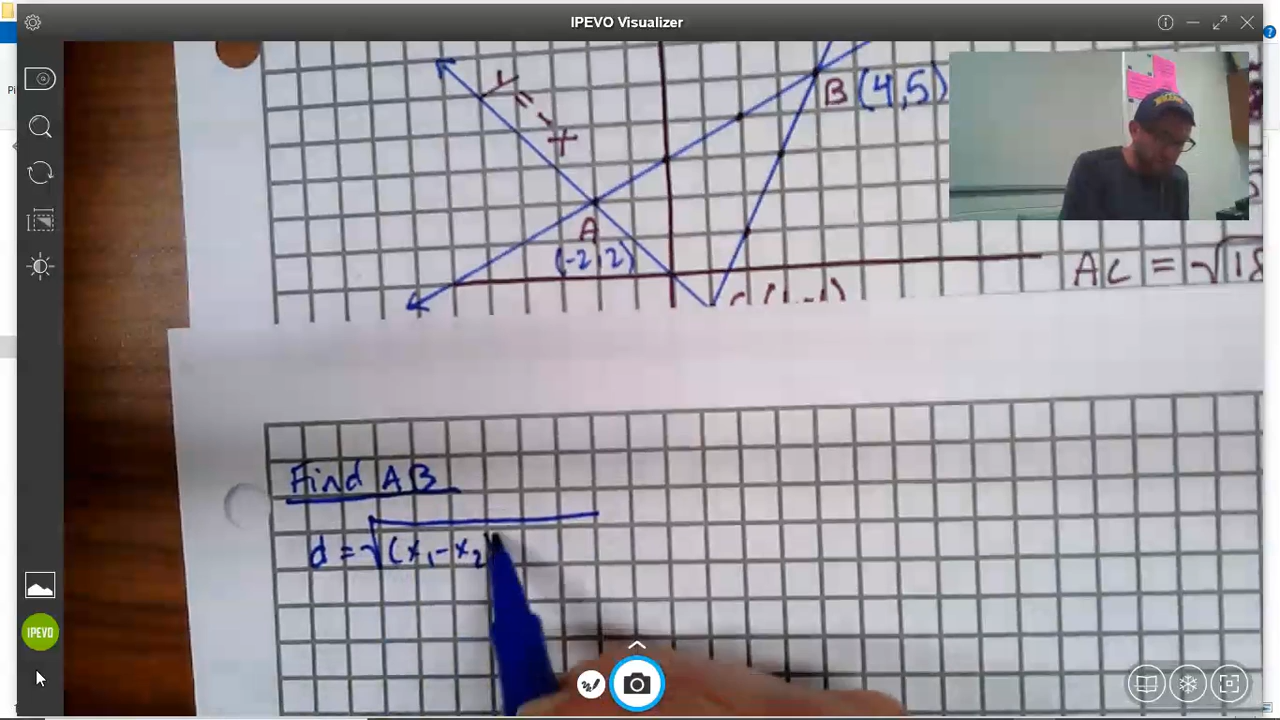 IPEVO Visualizer
Y=-X
B (4,5)
A
(-2,2)
AC = √18
Find AB
d = √(x₁-x₂)
IPEVO